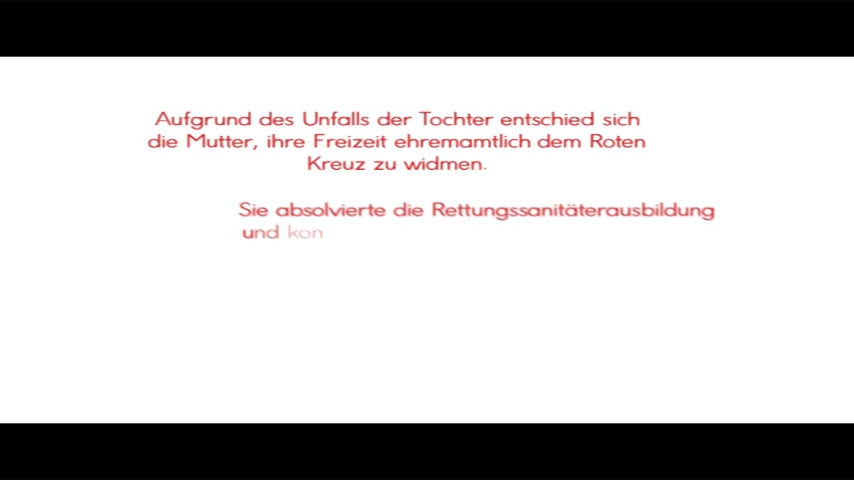 Aufgrund des Unfalls der Tochter entschied sich
die Mutter, ihre Freizeit ehremamtlich dem Roten
Kreuz zu widmen.
Sie absolvierte die Rettungssanitäterausbildung
und kon